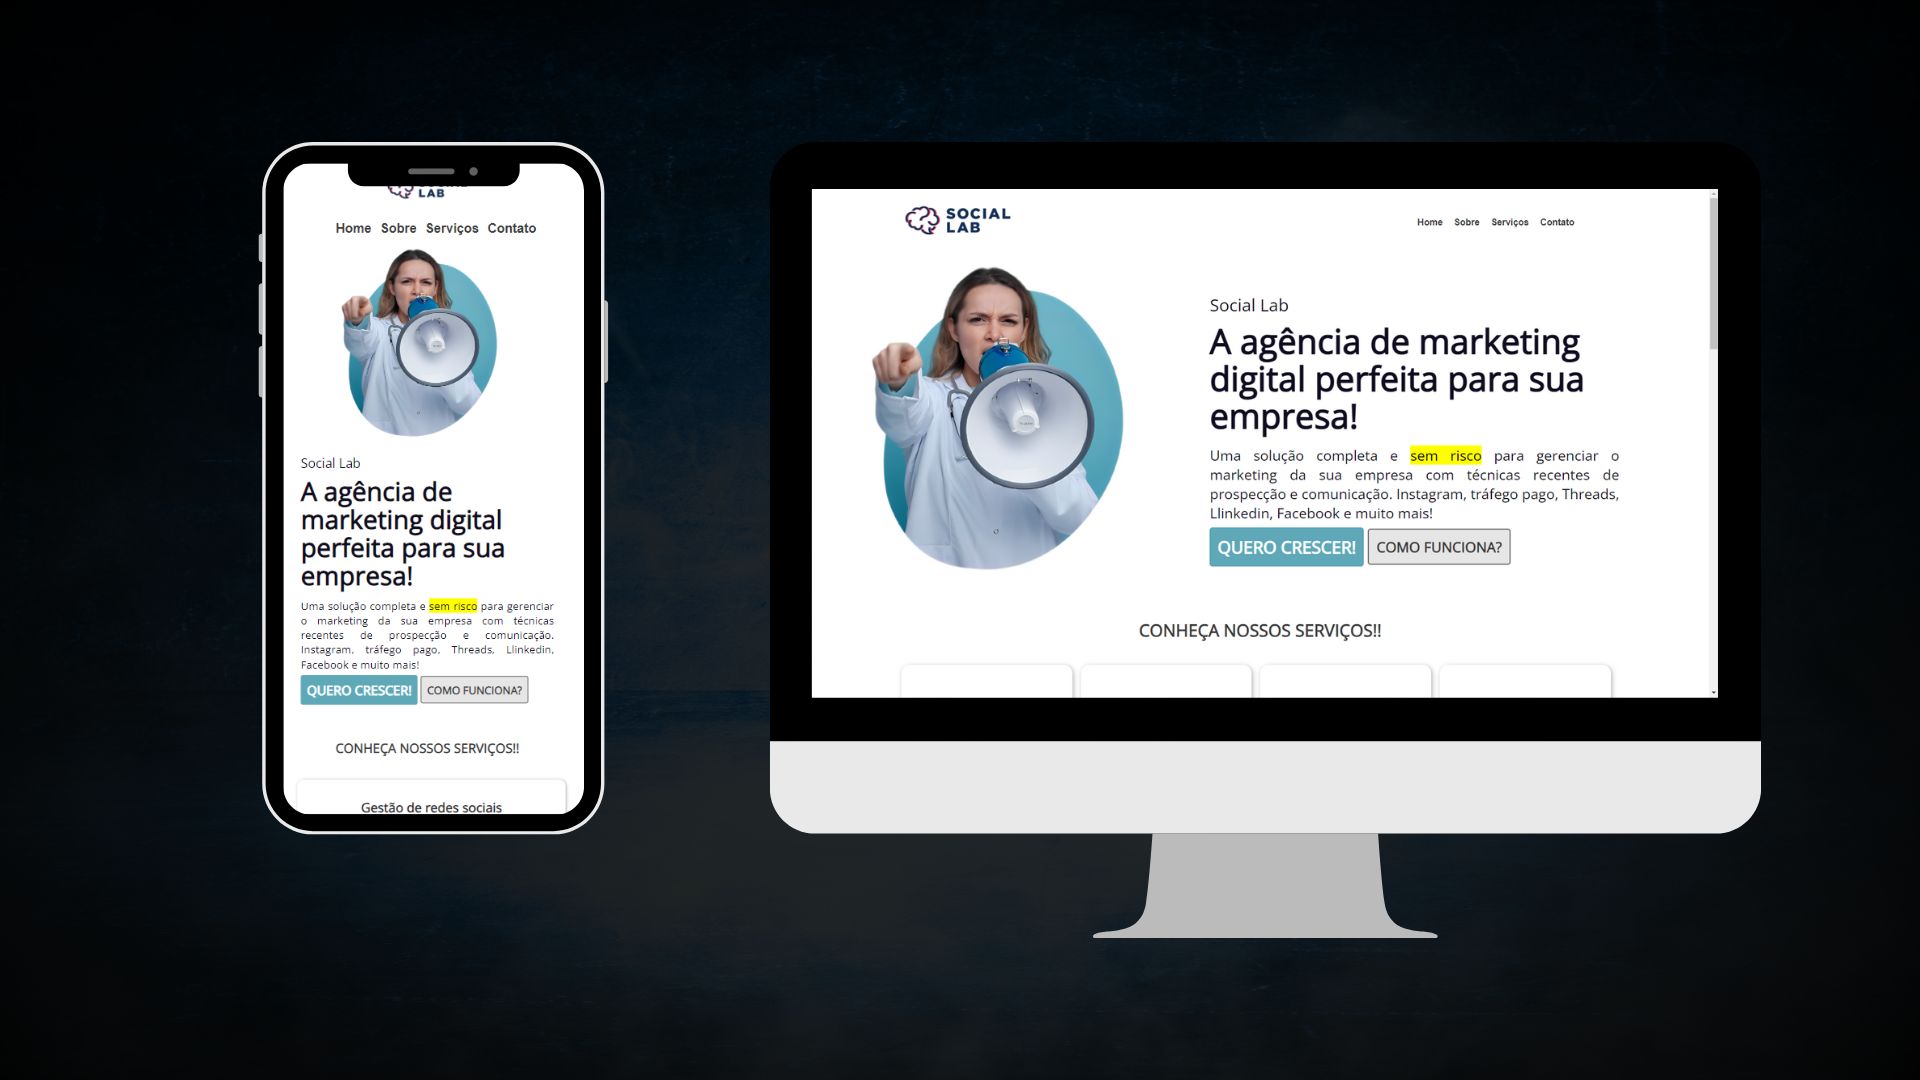 LAB
Home Sobre Serviços Contato
Social Lab
A agência de
marketing digital
perfeita para sua
empresa!
Uma solução completa e sem risco para gerenciar
o marketing da sua empresa com técnicas
recentes de prospecção e comunicação.
Instagram, tráfego pago, Threads, Llinkedin,
Facebook e muito mais!
QUERO CRESCER! COMO FUNCIONA?
CONHEÇA NOSSOS SERVIÇOS!!
Gestão de redes sociais
SOCIAL
LAB
Home Sobre Serviços Contato
Social Lab
A agência de marketing
digital perfeita para sua
empresa!
Uma solução completa e sem risco para gerenciar o
marketing da sua empresa com técnicas recentes de
prospecção e comunicação. Instagram, tráfego pago, Threads,
Llinkedin, Facebook e muito mais!
QUERO CRESCER! COMO FUNCIONA?
CONHEÇA NOSSOS SERVIÇOS!!